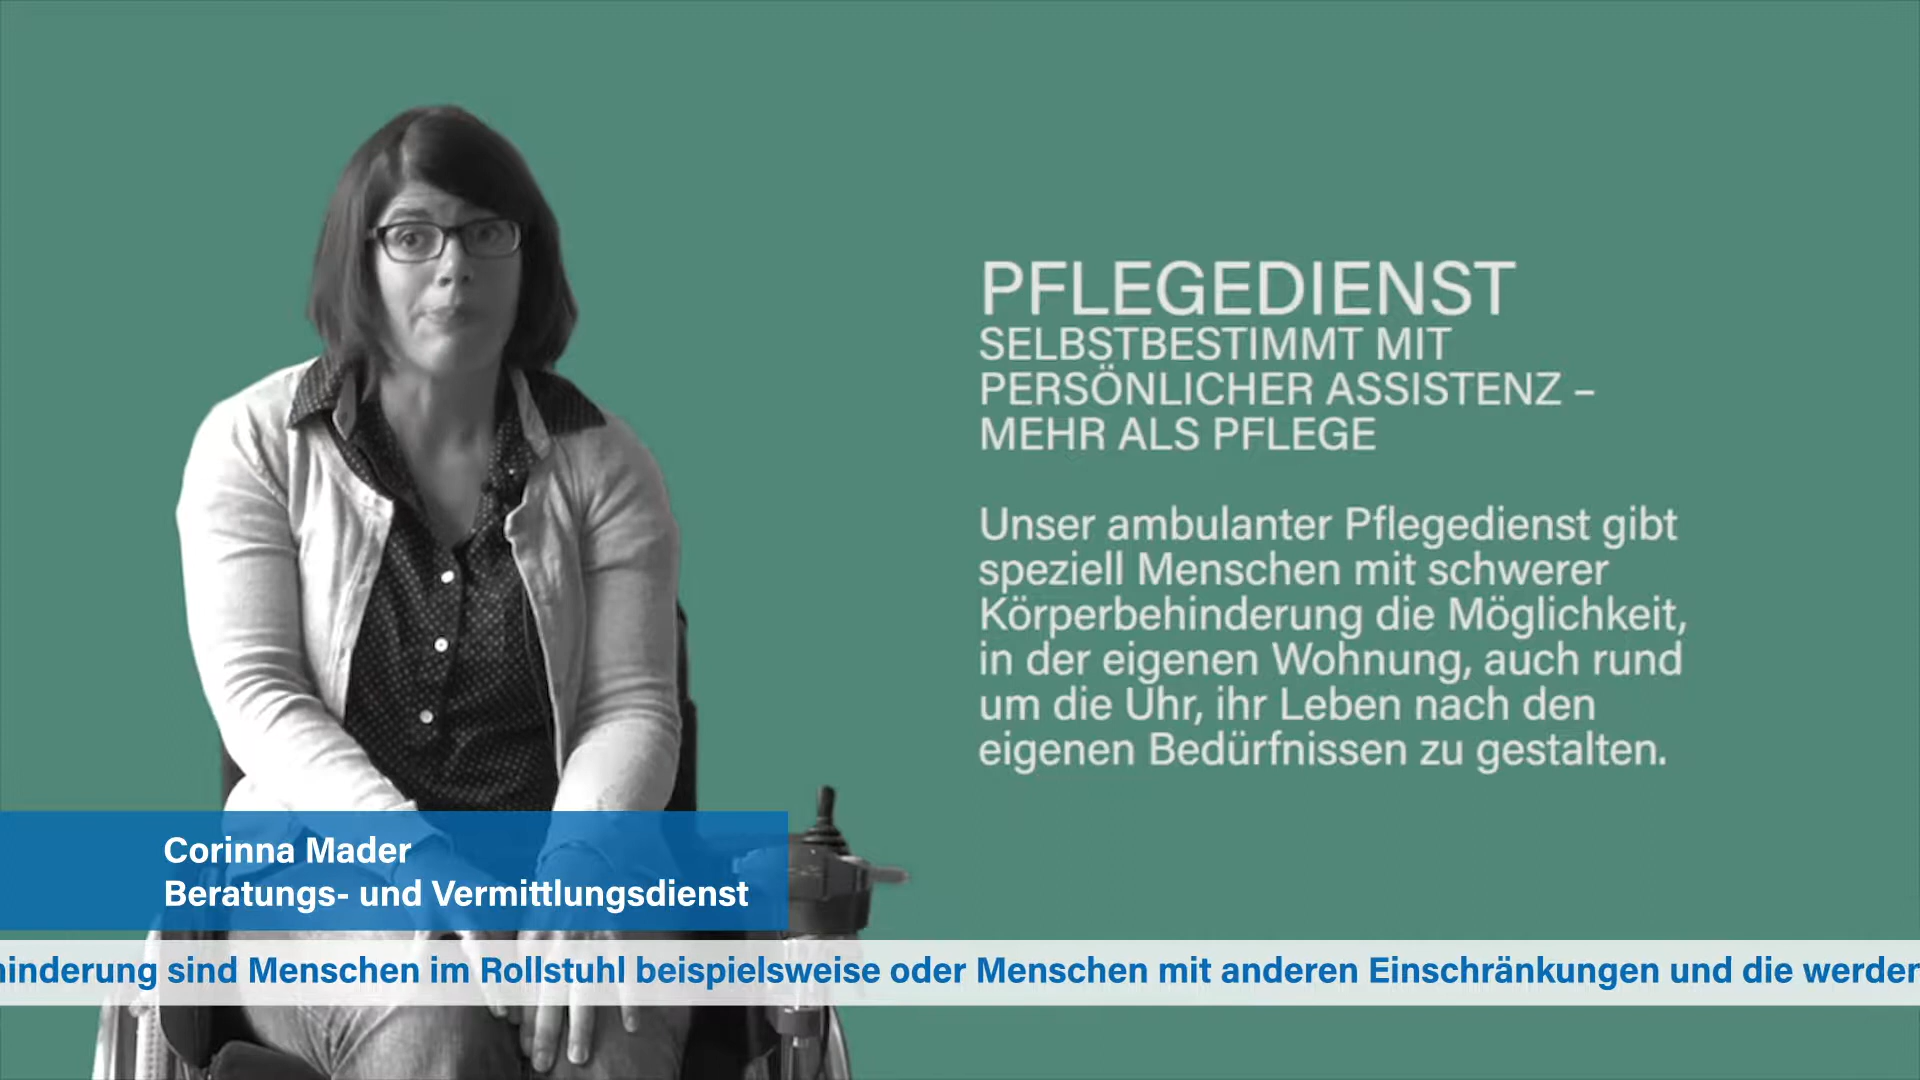 PFLEGEDIENST
SELBSTBESTIMMT MIT
PERSÖNLICHER ASSISTENZ –
MEHR ALS PFLEGE
Unser ambulanter Pflegedienst gibt
speziell Menschen mit schwerer
Körperbehinderung die Möglichkeit,
in der eigenen Wohnung, auch rund
um die Uhr, ihr Leben nach den
eigenen Bedürfnissen zu gestalten.
Corinna Mader
Beratungs- und Vermittlungsdienst
hinderung sind Menschen im Rollstuhl beispielsweise oder Menschen mit anderen Einschränkungen und die werden